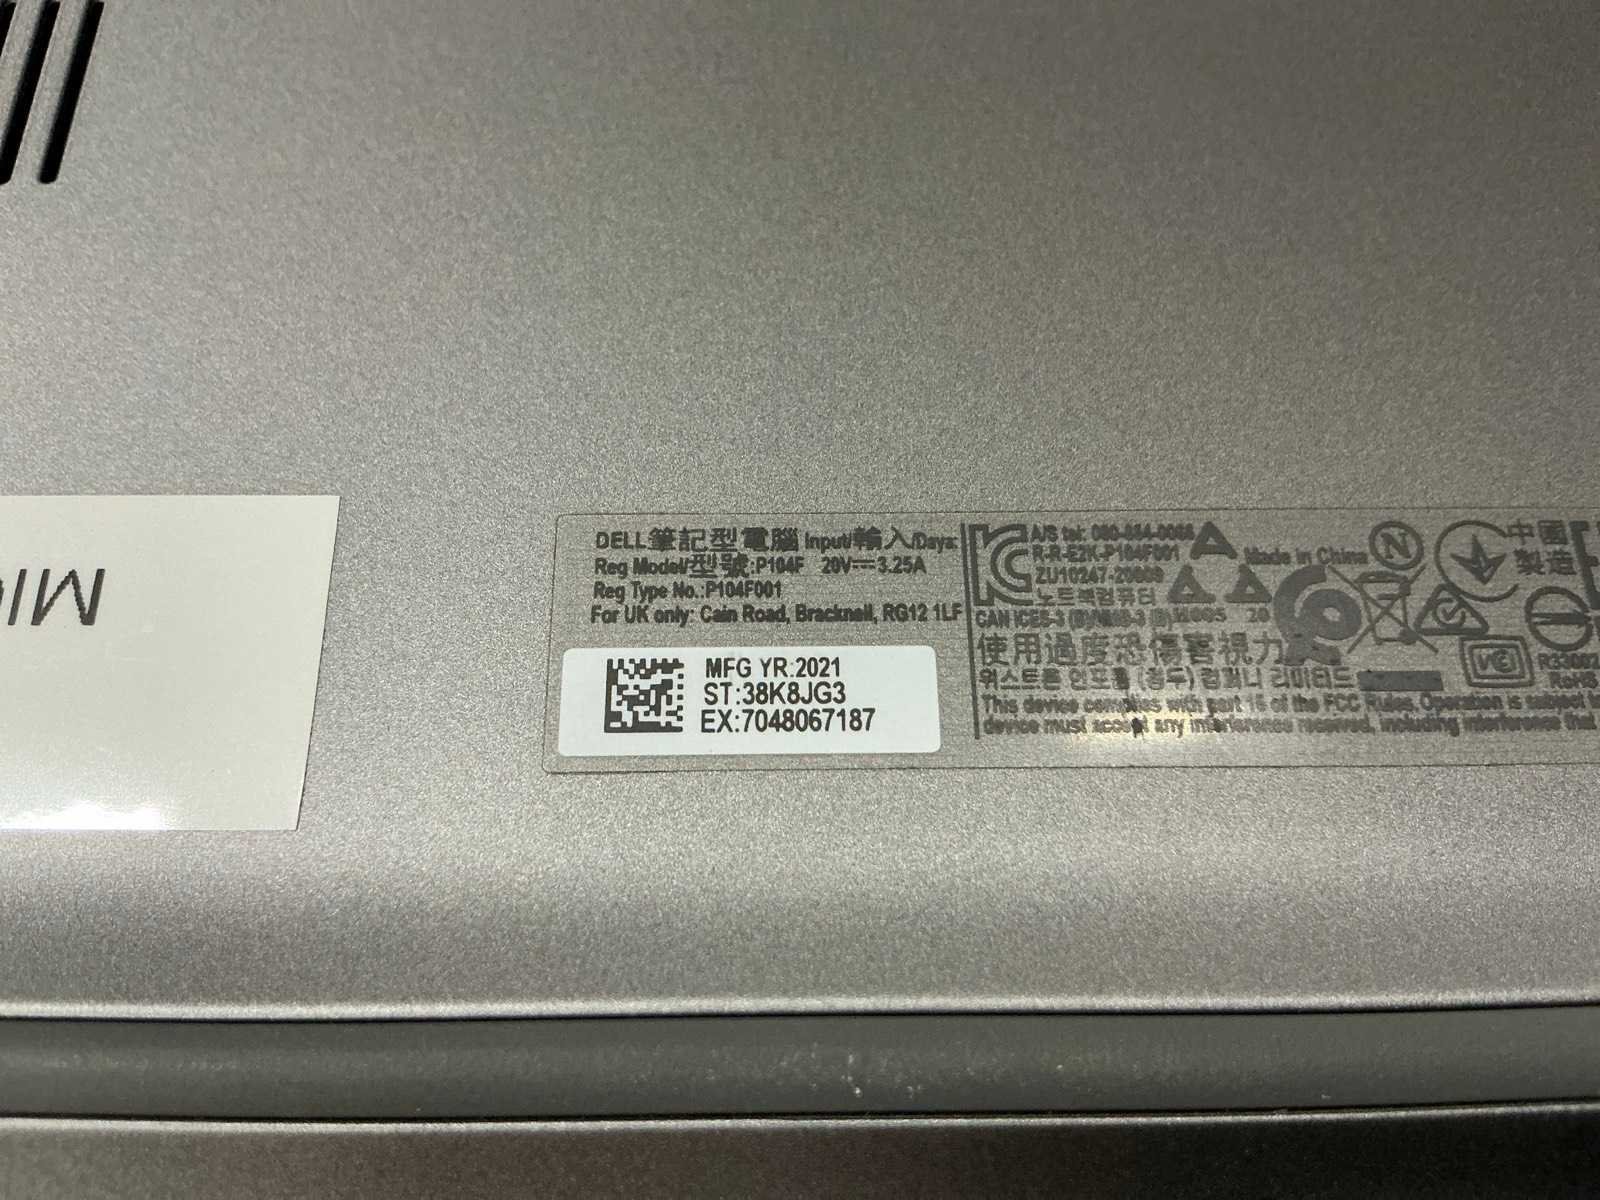 DELL筆記型電腦 Input/輸入/Daya:
Reg Model/型號:P104F 20V⎓3.25A
Reg Type No.:P104F001
For UK only: Cain Road, Bracknell, RG12 1LF
MFG YR:2021
ST:38K8JG3
EX:7048067187
A/S tel:
R-R-E2K-P104F001
노트북컴퓨터
Made in China
中國
製造
CAN ICES-3
使用過度恐傷害視力
RoHS
This device complies with part 15 of the FCC Rules. Operation is subject to
device must accept any interference received, including interference that